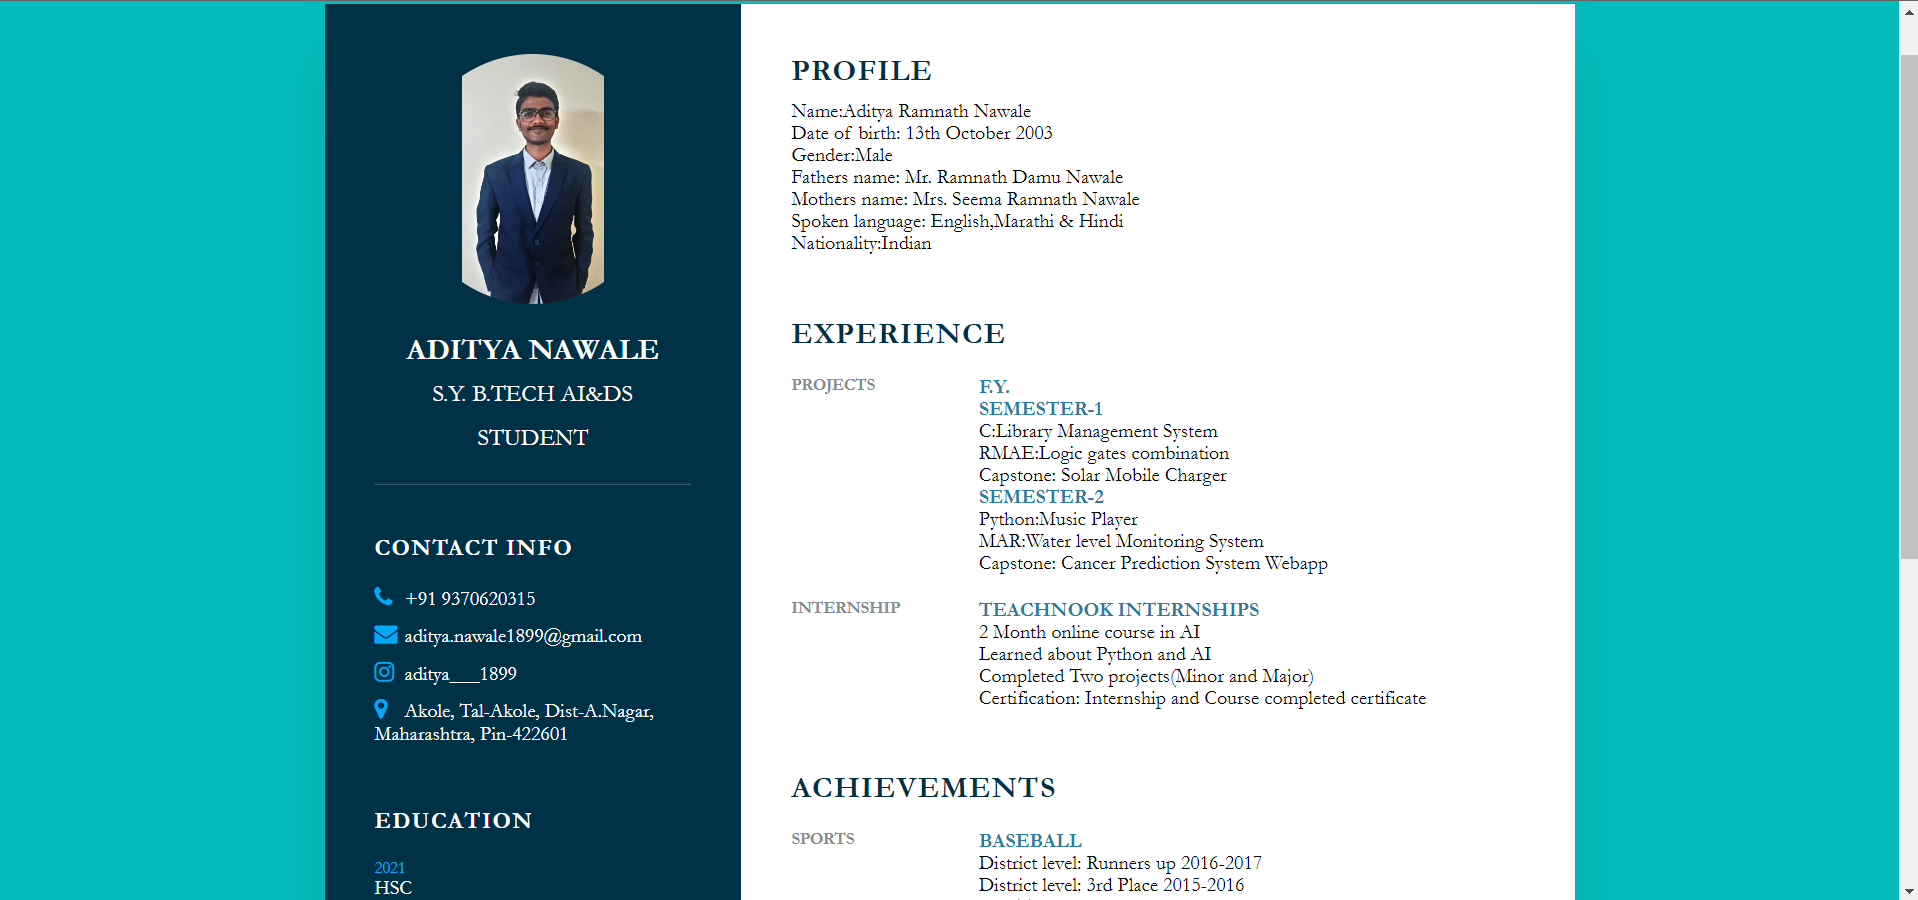 ADITYA NAWALE
S.Y. B.TECH AI&DS
STUDENT
CONTACT INFO
+91 9370620315
aditya.nawale1899@gmail.com
aditya___1899
Akole, Tal-Akole, Dist-A.Nagar,
Maharashtra, Pin-422601
EDUCATION
2021
HSC
PROFILE
Name:Aditya Ramnath Nawale
Date of birth: 13th October 2003
Gender:Male
Fathers name: Mr. Ramnath Damu Nawale
Mothers name: Mrs. Seema Ramnath Nawale
Spoken language: English,Marathi & Hindi
Nationality:Indian
EXPERIENCE
PROJECTS
F.Y.
SEMESTER-1
C:Library Management System
RMAE:Logic gates combination
Capstone: Solar Mobile Charger
SEMESTER-2
Python:Music Player
MAR:Water level Monitoring System
Capstone: Cancer Prediction System Webapp
INTERNSHIP
TEACHNOOK INTERNSHIPS
2 Month online course in AI
Learned about Python and AI
Completed Two projects(Minor and Major)
Certification: Internship and Course completed certificate
ACHIEVEMENTS
SPORTS
BASEBALL
District level: Runners up 2016-2017
District level: 3rd Place 2015-2016